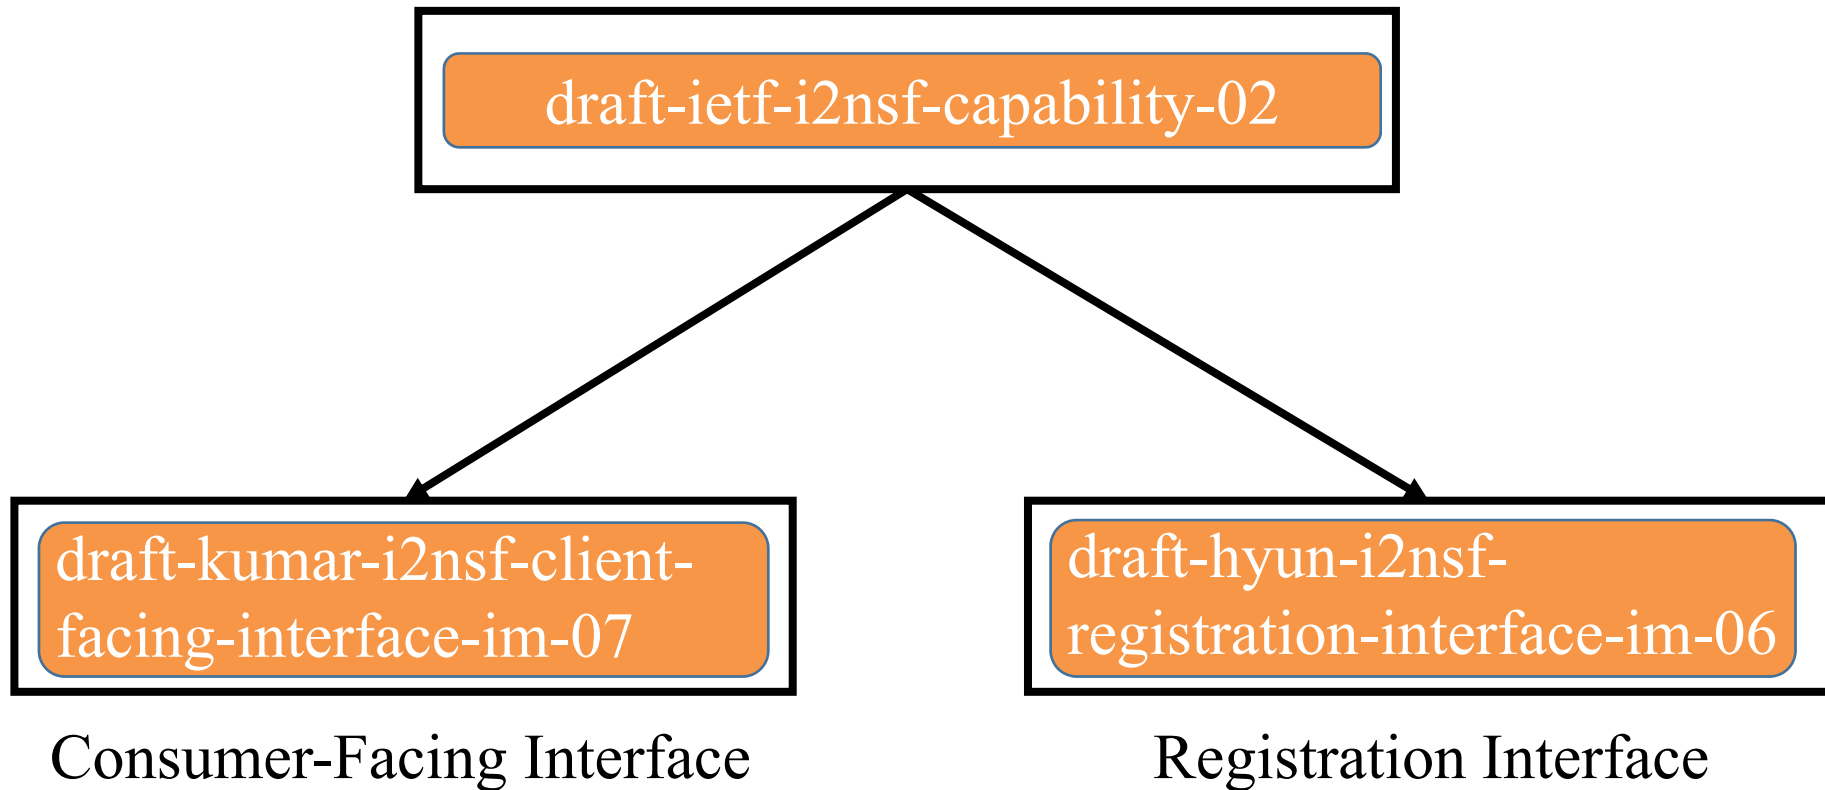 draft-ietf-i2nsf-capability-02
draft-kumar-i2nsf-client-
facing-interface-im-07
draft-hyun-i2nsf-
registration-interface-im-06
Consumer-Facing Interface
Registration Interface